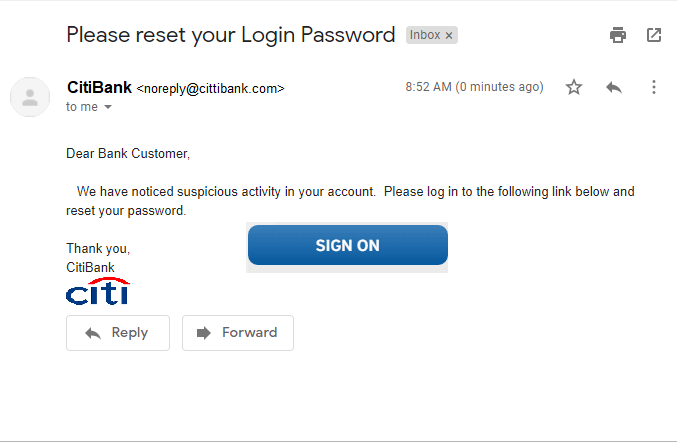 Please reset your Login Password Inbox x
CitiBank <noreply@cittibank.com> 8:52 AM (0 minutes ago)
to me
Dear Bank Customer,
We have noticed suspicious activity in your account. Please log in to the following link below and
reset your password.
SIGN ON
Thank you,
CitiBank
citi
Reply Forward